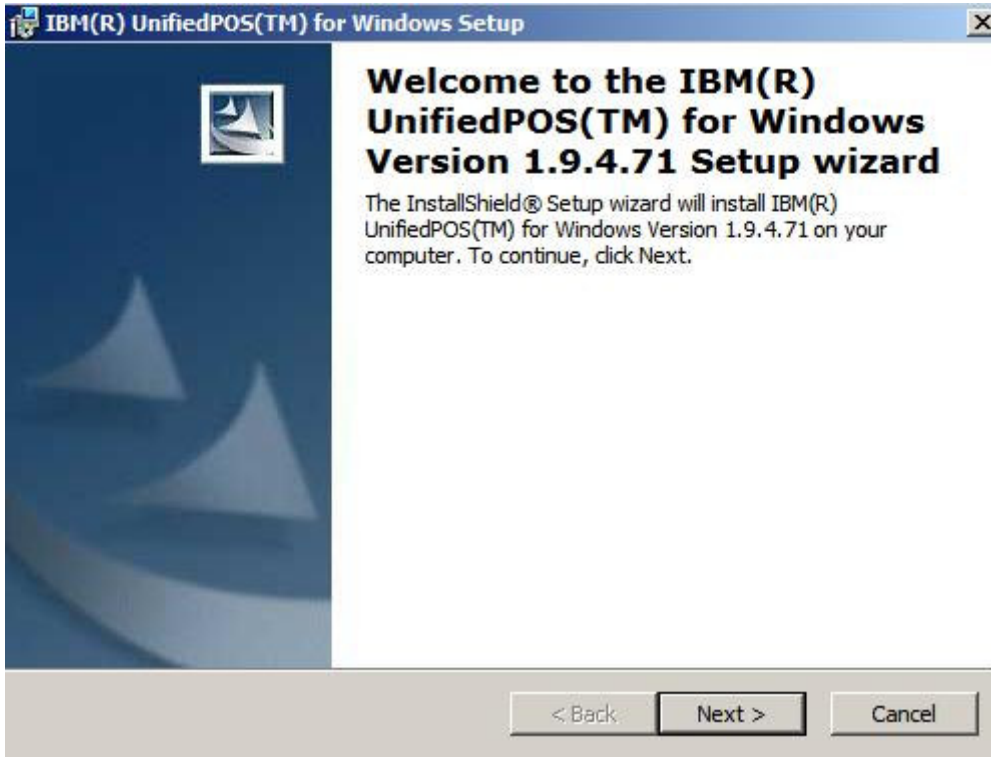 IBM(R) UnifiedPOS(TM) for Windows Setup
Welcome to the IBM(R)
UnifiedPOS(TM) for Windows
Version 1.9.4.71 Setup wizard
The InstallShield® Setup wizard will install IBM(R)
UnifiedPOS(TM) for Windows Version 1.9.4.71 on your
computer. To continue, click Next.
< Back Next > Cancel